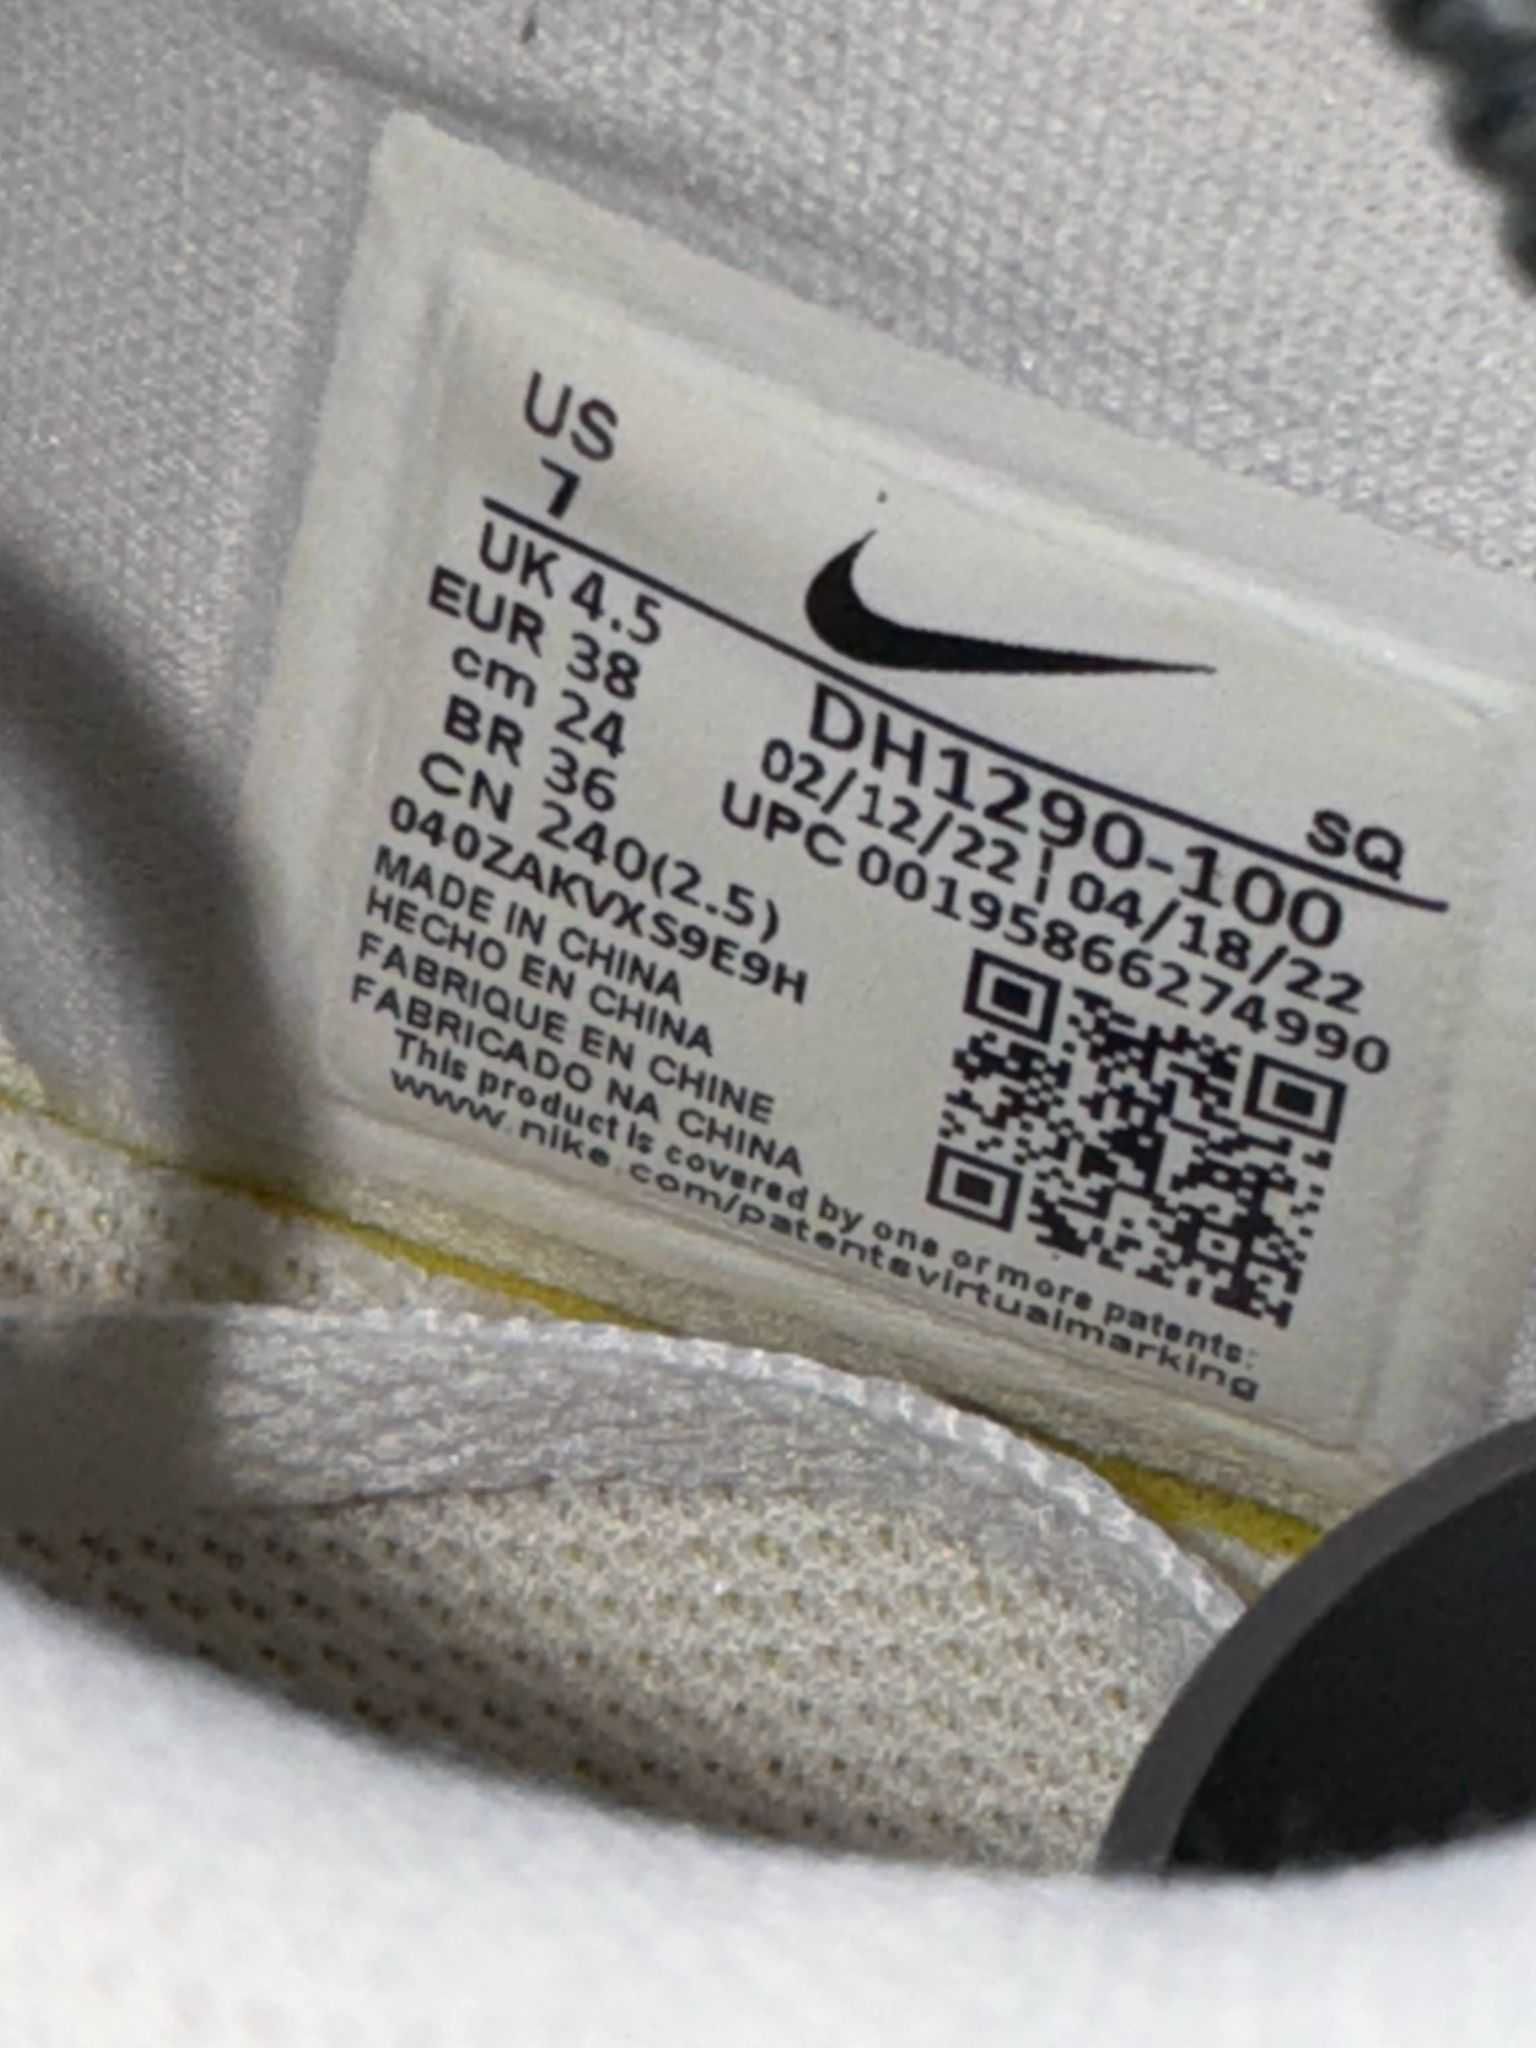 US
7
UK 4.5
EUR 38
cm 24
BR 36
CN 240(2.5)
040ZAKVXS9E9H
MADE IN CHINA
HECHO EN CHINA
FABRIQUE EN CHINE
FABRICADO NA CHINA
This product is covered by one or more patents:
www.nike.com/patentsvirtualmarking
SQ
DH1290-100
02/12/22 ¦ 04/18/22
UPC 00195866274990